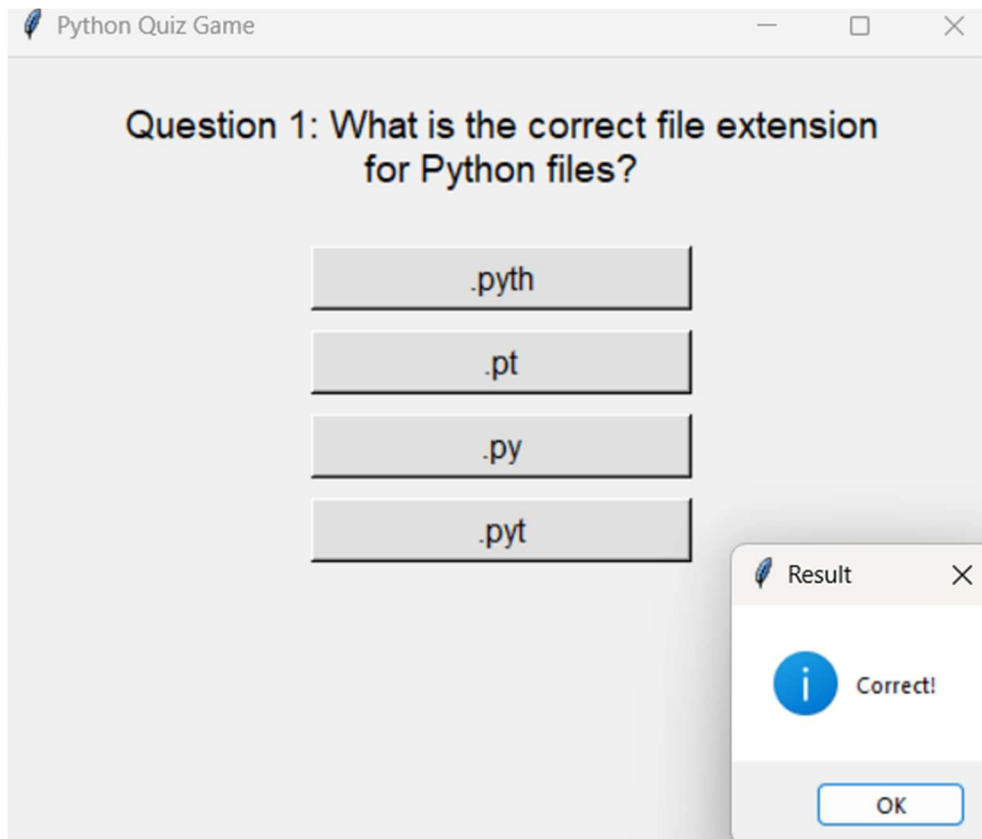 Python Quiz Game
Question 1: What is the correct file extension
for Python files?
.pyth
.pt
.py
.pyt
Result
Correct!
OK